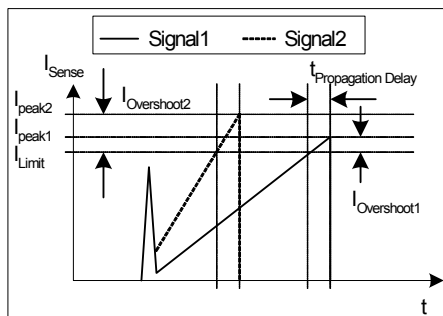 Signal1 Signal2
I_Sense
t_Propagation Delay
I_peak2
I_Overshoot2
I_peak1
I_Limit
I_Overshoot1
t